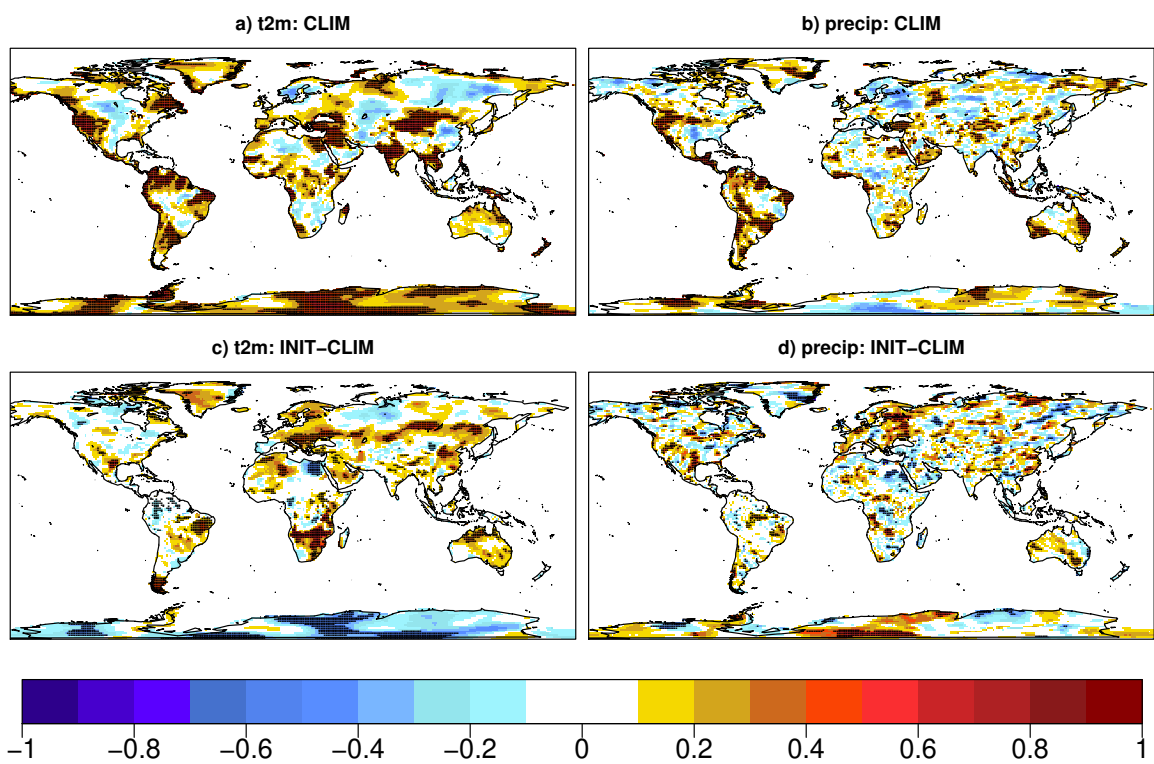 a) t2m: CLIM
b) precip: CLIM
c) t2m: INIT−CLIM
d) precip: INIT−CLIM
−1 −0.8 −0.6 −0.4 −0.2 0 0.2 0.4 0.6 0.8 1